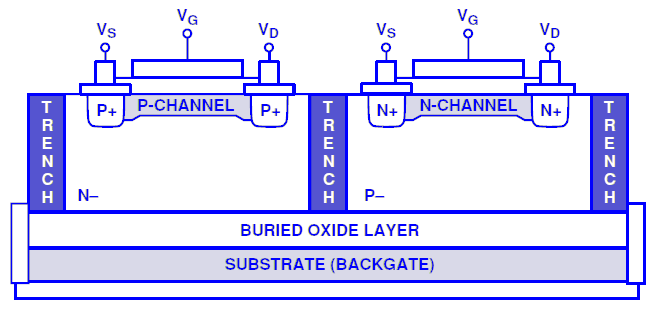 VG VG
VS VD VS VD
P+ P-CHANNEL P+ N+ N-CHANNEL N+
TRENCH TRENCH TRENCH
N– P–
BURIED OXIDE LAYER
SUBSTRATE (BACKGATE)